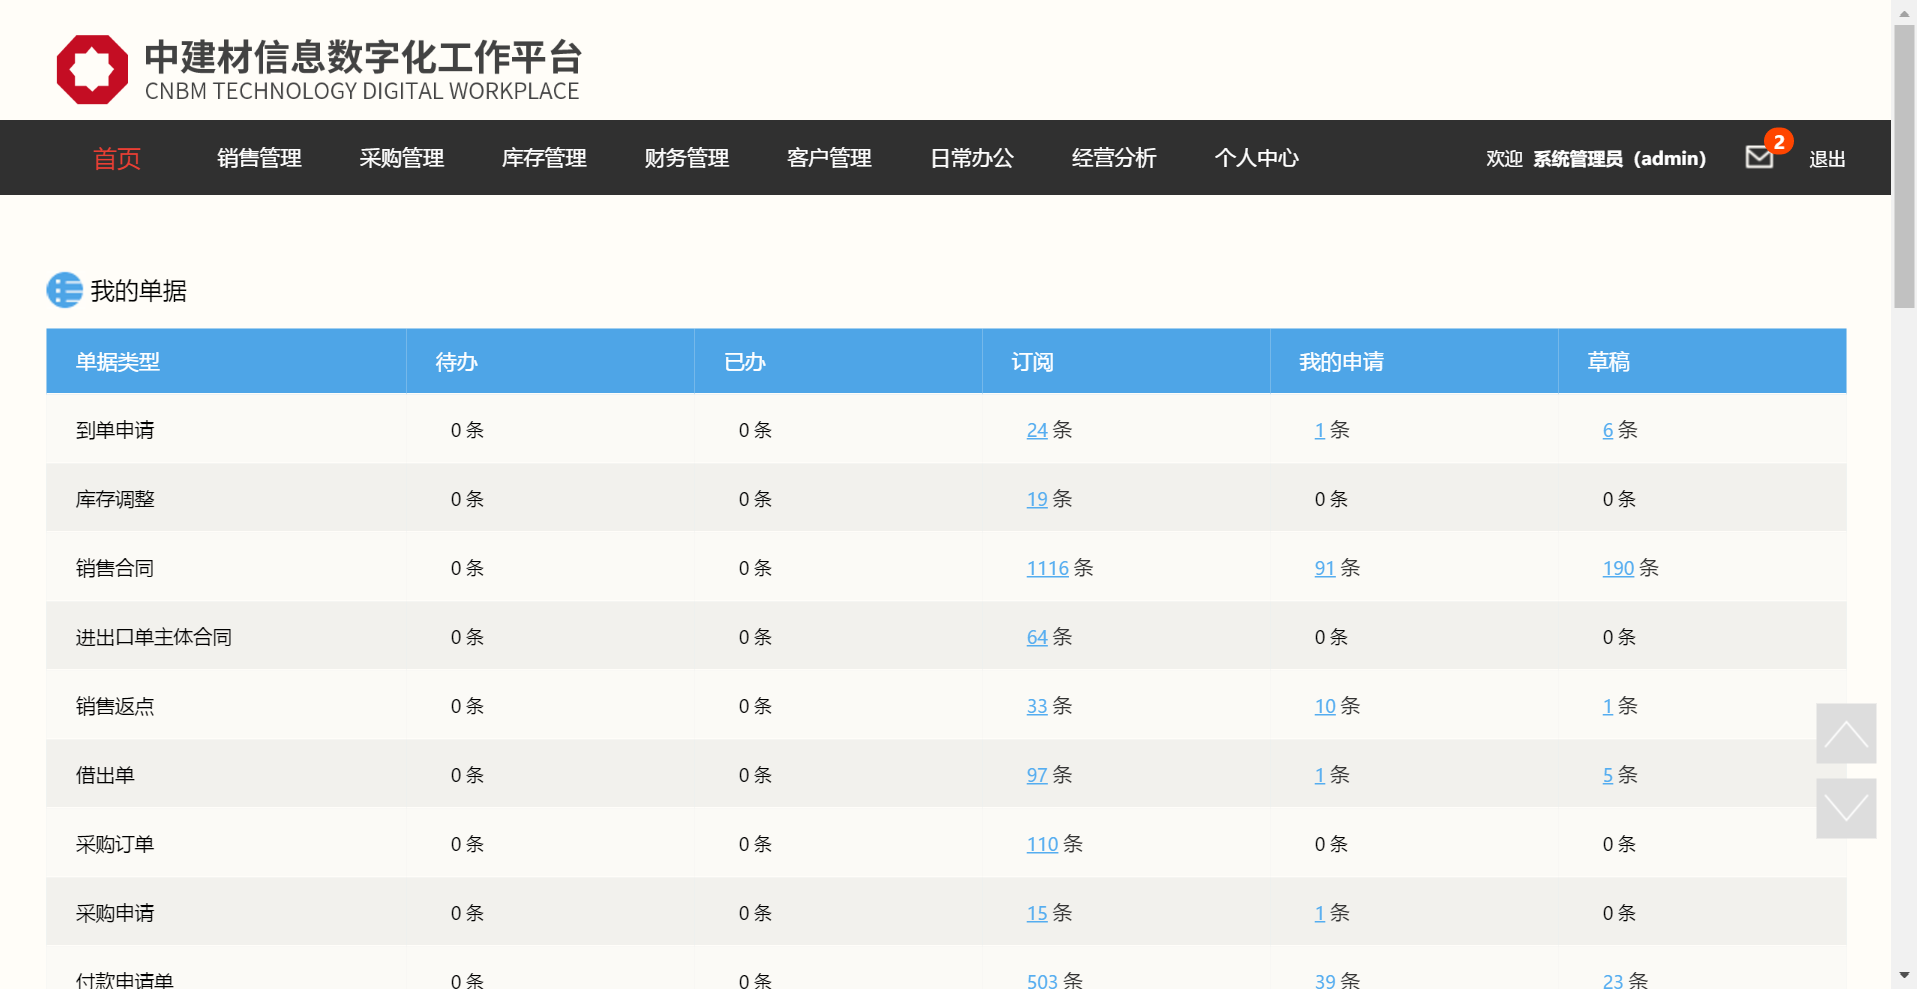 中建材信息数字化工作平台
CNBM TECHNOLOGY DIGITAL WORKPLACE
首页 销售管理 采购管理 库存管理 财务管理 客户管理 日常办公 经营分析 个人中心 欢迎 系统管理员（admin） 2 退出
我的单据
单据类型 待办 已办 订阅 我的申请 草稿
到单申请 0 条 0 条 24 条 1 条 6 条
库存调整 0 条 0 条 19 条 0 条 0 条
销售合同 0 条 0 条 1116 条 91 条 190 条
进出口单主体合同 0 条 0 条 64 条 0 条 0 条
销售返点 0 条 0 条 33 条 10 条 1 条
借出单 0 条 0 条 97 条 1 条 5 条
采购订单 0 条 0 条 110 条 0 条 0 条
采购申请 0 条 0 条 15 条 1 条 0 条
付款申请单 0 条 0 条 503 条 39 条 23 条